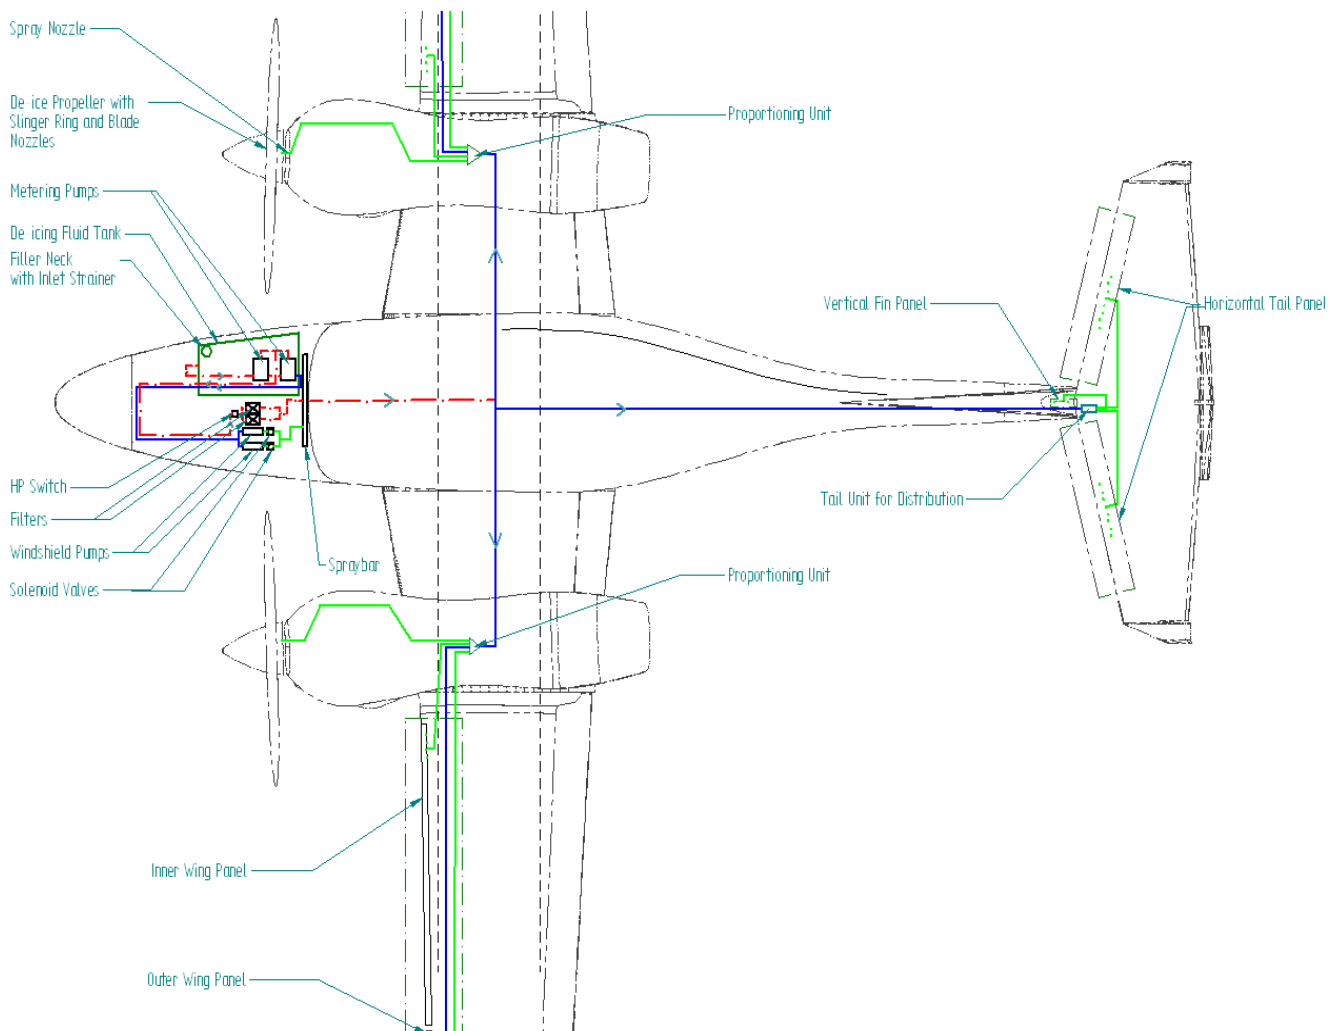 Spray Nozzle
De-ice Propeller with
Slinger Ring and Blade
Nozzles
Metering Pumps
De-icing Fluid Tank
Filler Neck
with Inlet Strainer
HP Switch
Filters
Windshield Pumps
Solenoid Valves
Spraybar
Proportioning Unit
Vertical Fin Panel
Horizontal Tail Panel
Tail Unit for Distribution
Proportioning Unit
Inner Wing Panel
Outer Wing Panel